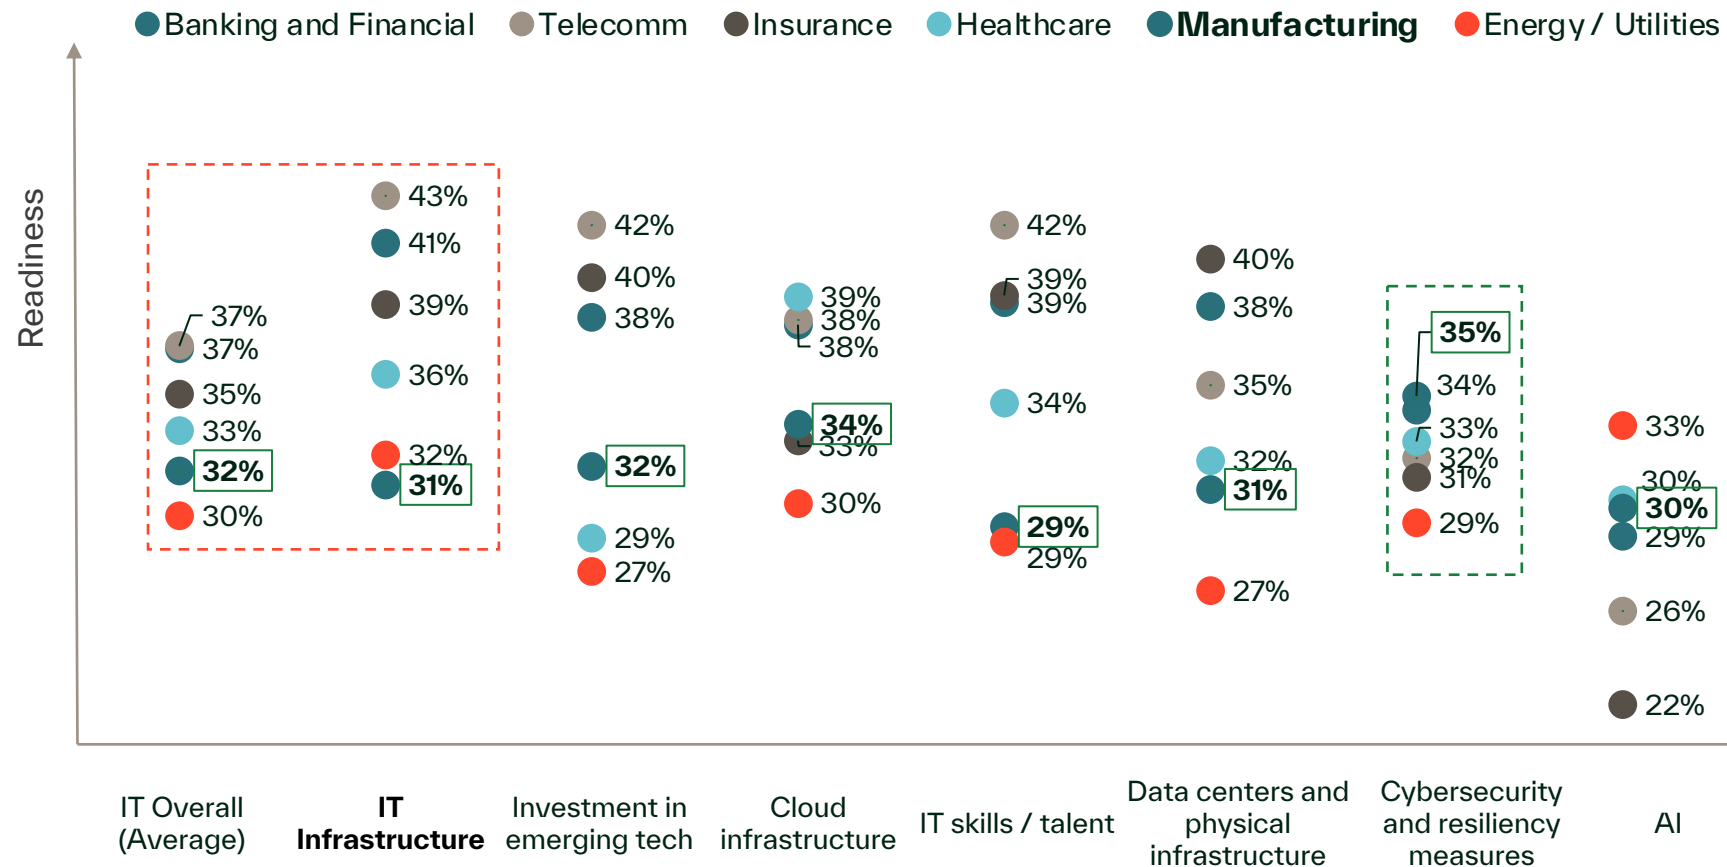 Banking and Financial
Telecomm
Insurance
Healthcare
Manufacturing
Energy / Utilities
Readiness
37%
37%
35%
33%
32%
30%
43%
41%
39%
36%
32%
31%
42%
40%
38%
32%
29%
27%
39%
38%
38%
34%
33%
30%
42%
39%
39%
34%
29%
29%
40%
38%
35%
32%
31%
27%
35%
34%
33%
32%
31%
29%
33%
30%
30%
29%
26%
22%
IT Overall
(Average)
IT
Infrastructure
Investment in
emerging tech
Cloud
infrastructure
IT skills / talent
Data centers and
physical
infrastructure
Cybersecurity
and resiliency
measures
AI